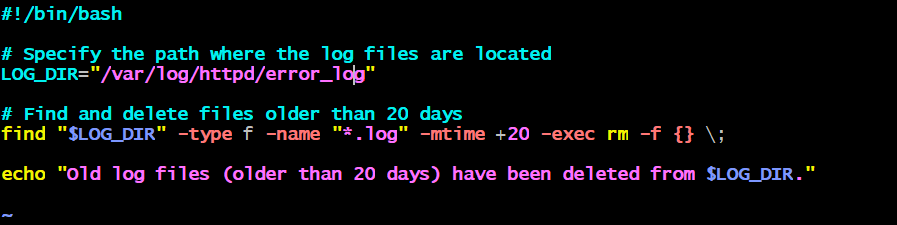 #!/bin/bash
# Specify the path where the log files are located
LOG_DIR="/var/log/httpd/error_log"
# Find and delete files older than 20 days
find "$LOG_DIR" -type f -name "*.log" -mtime +20 -exec rm -f {} \;
echo "Old log files (older than 20 days) have been deleted from $LOG_DIR."
~